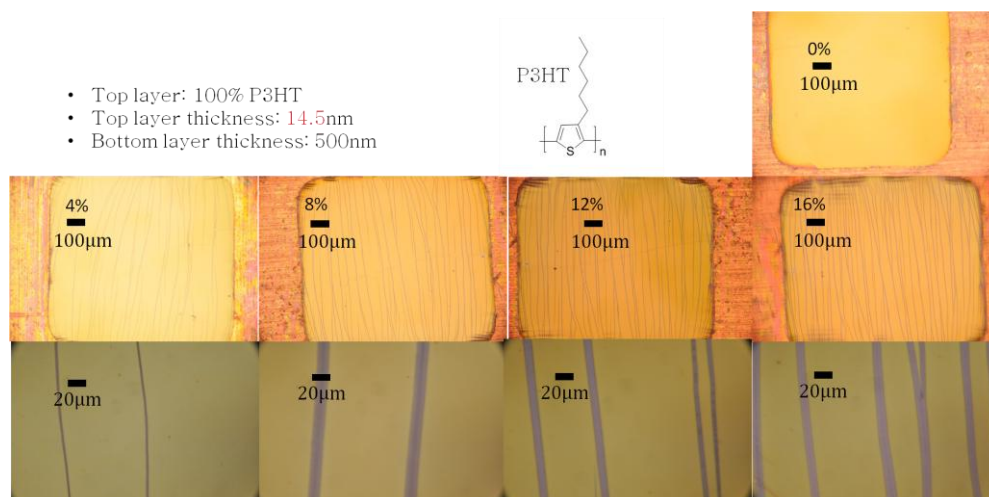 • Top layer: 100% P3HT
• Top layer thickness: 14.5nm
• Bottom layer thickness: 500nm
P3HT
S
n
0%
100μm
4%
100μm
8%
100μm
12%
100μm
16%
100μm
20μm
20μm
20μm
20μm